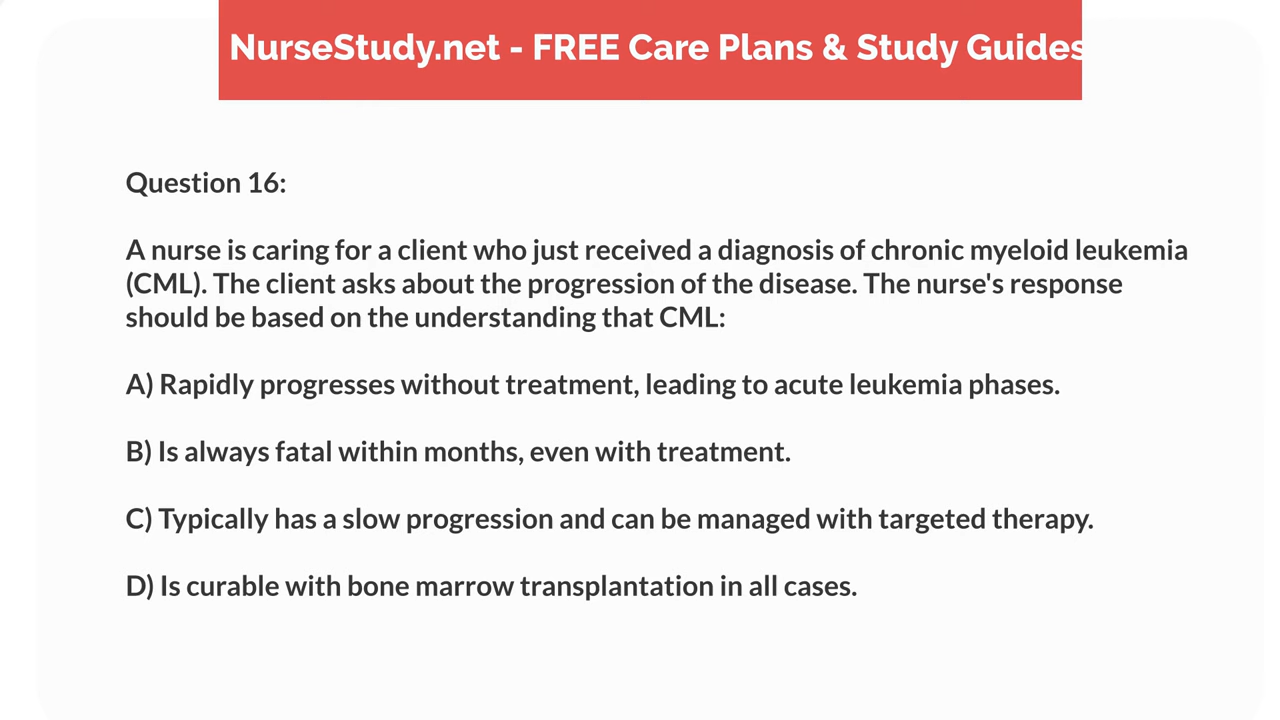 NurseStudy.net - FREE Care Plans & Study Guides
Question 16:
A nurse is caring for a client who just received a diagnosis of chronic myeloid leukemia
(CML). The client asks about the progression of the disease. The nurse's response
should be based on the understanding that CML:
A) Rapidly progresses without treatment, leading to acute leukemia phases.
B) Is always fatal within months, even with treatment.
C) Typically has a slow progression and can be managed with targeted therapy.
D) Is curable with bone marrow transplantation in all cases.